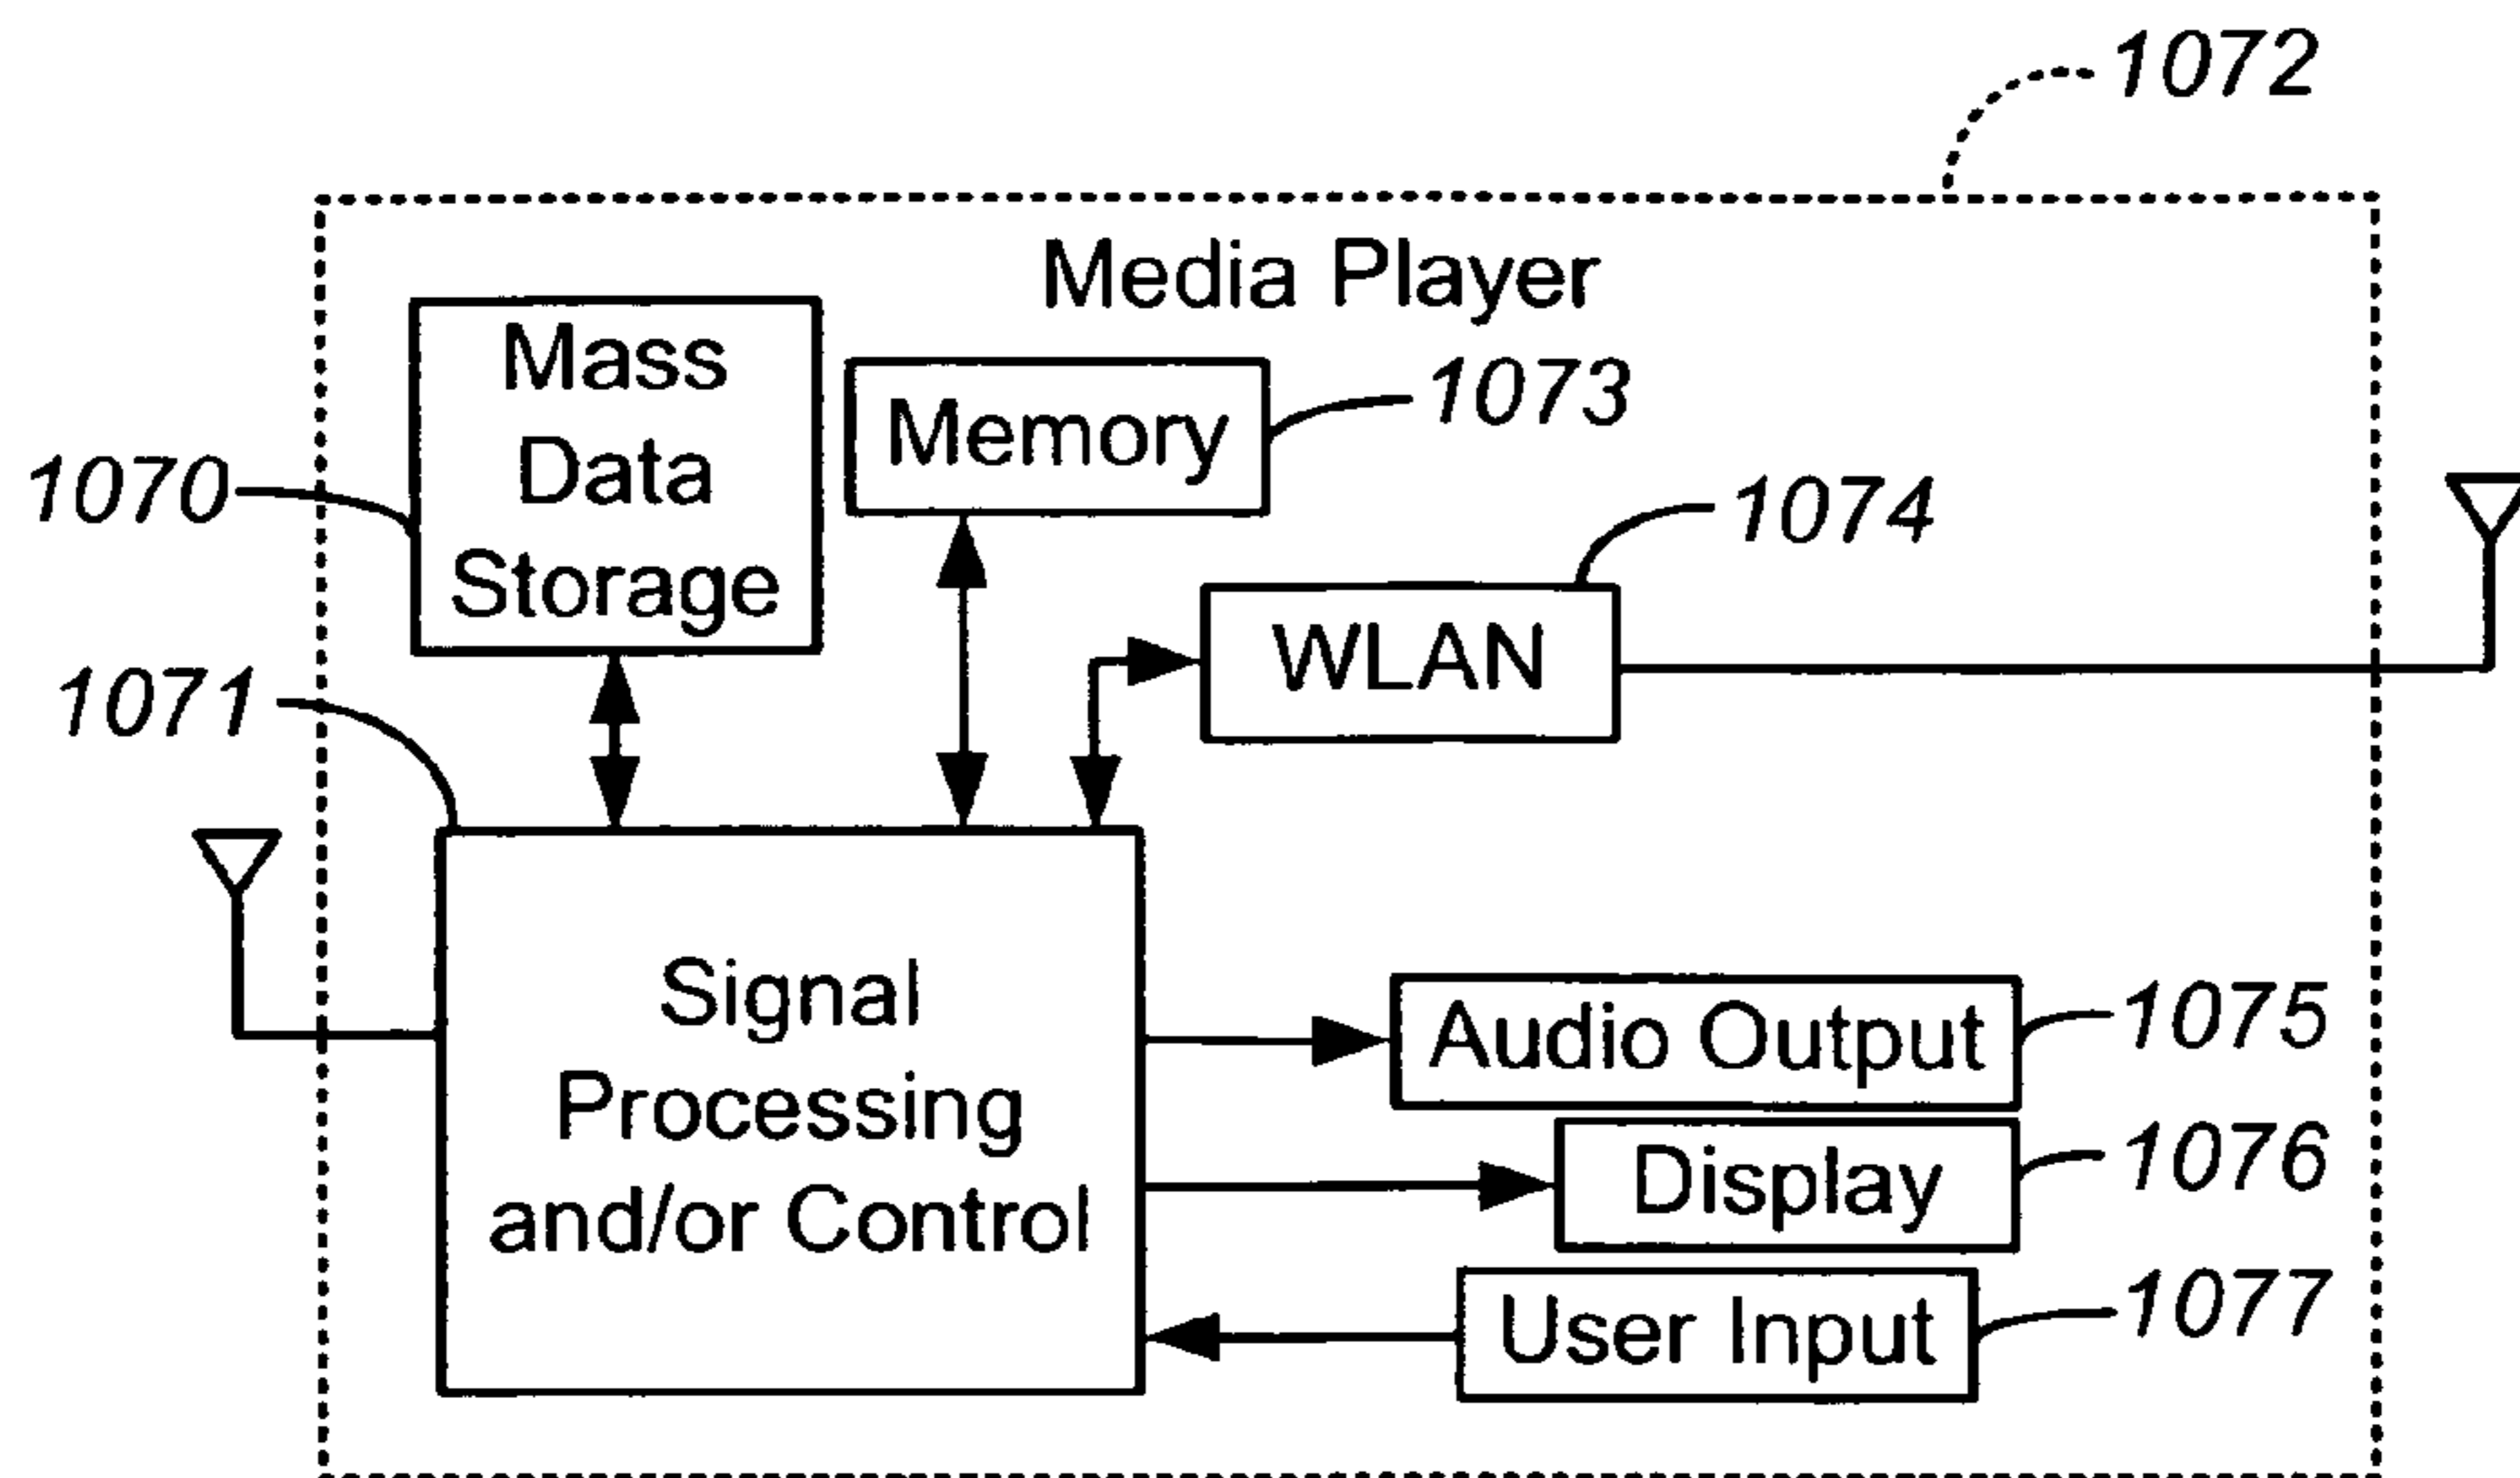 1072
Media Player
Mass
Data
Storage
Memory
1073
1070
1074
WLAN
1071
Signal
Processing
and/or Control
Audio Output
1075
Display
1076
User Input
1077